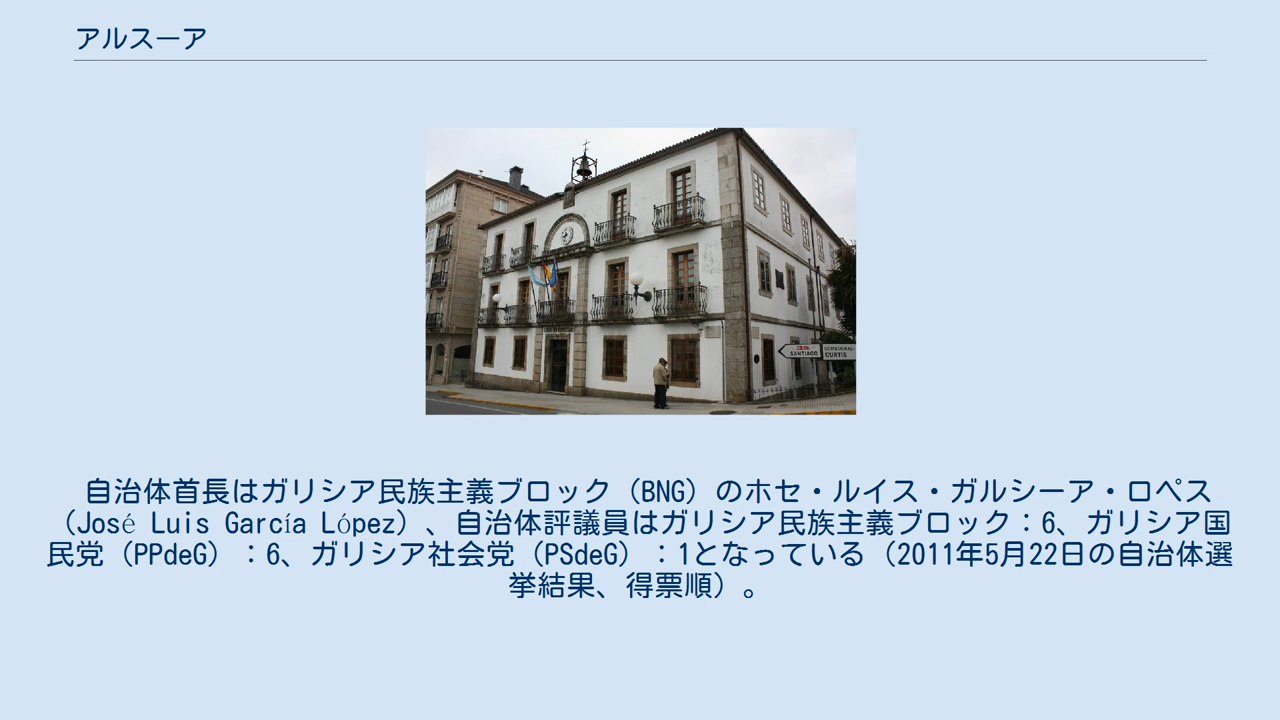 アルスーア
SANTIAGO
CURTIS
自治体首長はガリシア民族主義ブロック（BNG）のホセ・ルイス・ガルシーア・ロペス
（José Luis García López）、自治体評議員はガリシア民族主義ブロック：6、ガリシア国
民党（PPdeG）：6、ガリシア社会党（PSdeG）：1となっている（2011年5月22日の自治体選
挙結果、得票順）。